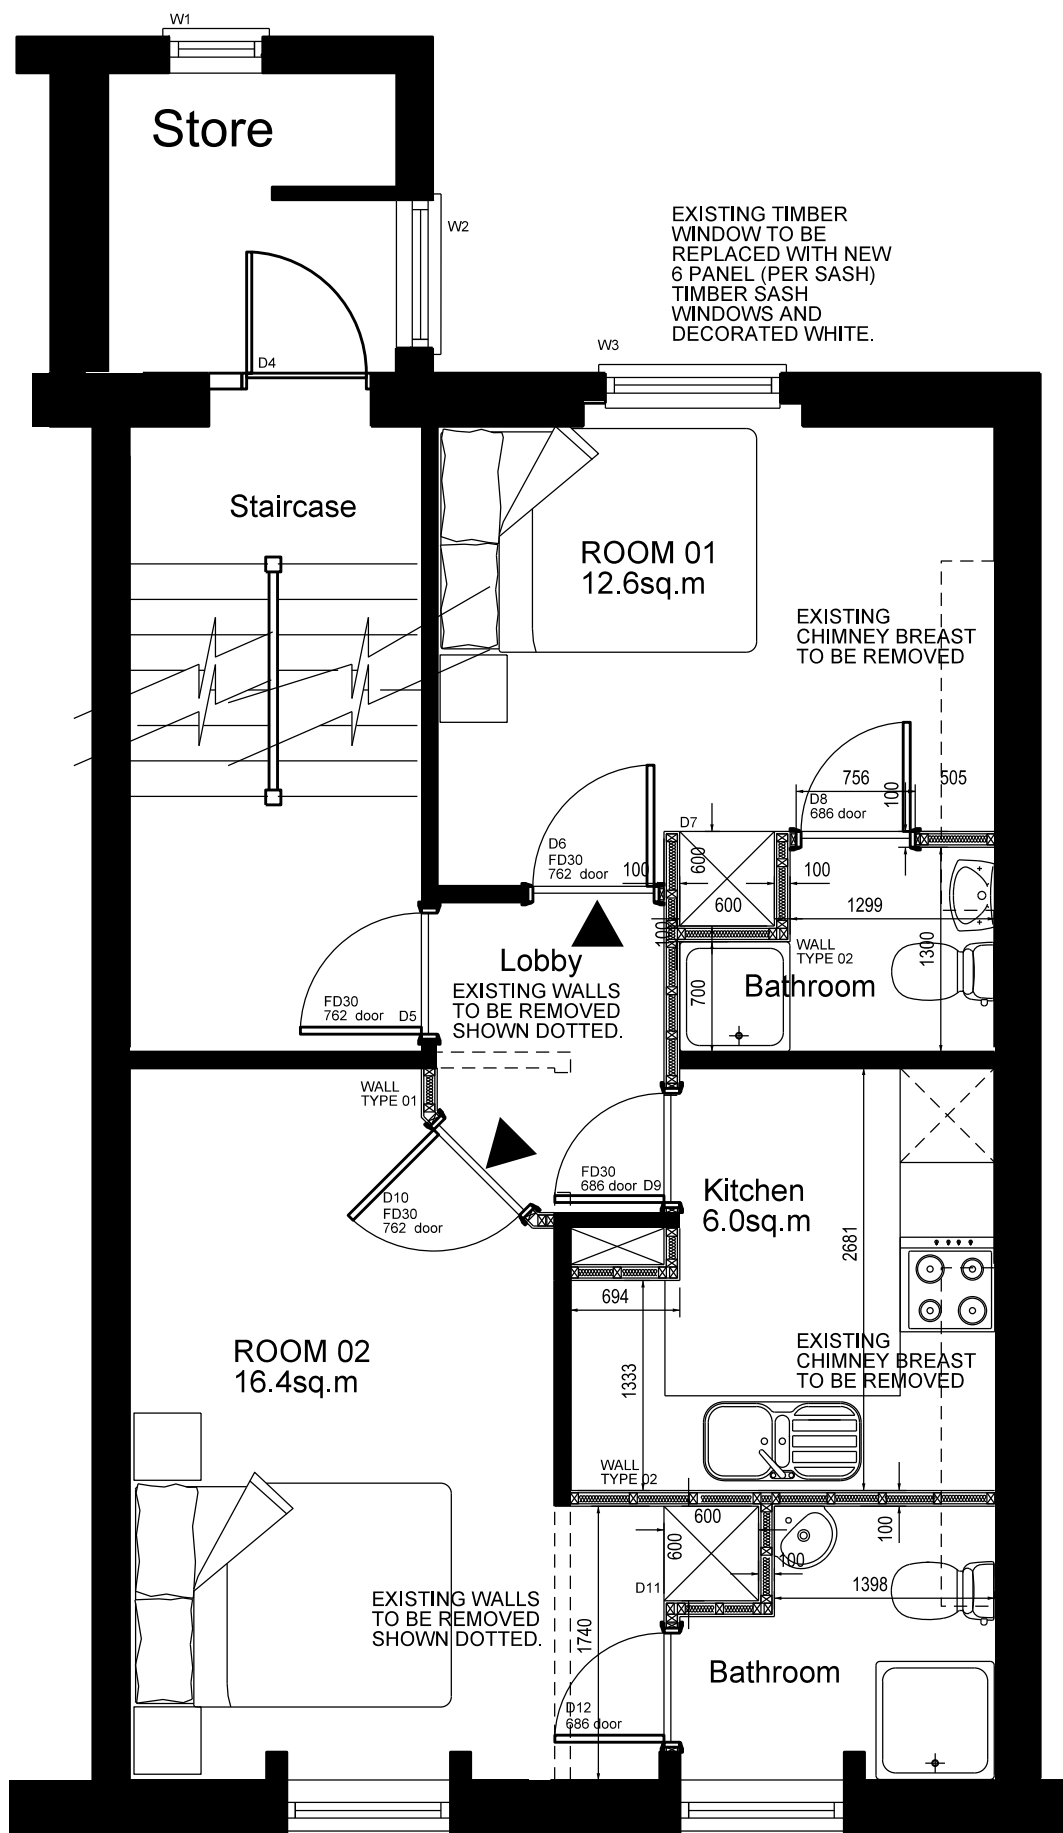 W1
Store
W2
EXISTING TIMBER
WINDOW TO BE
REPLACED WITH NEW
6 PANEL (PER SASH)
TIMBER SASH
WINDOWS AND
DECORATED WHITE.
W3
D4
Staircase
ROOM 01
12.6sq.m
EXISTING
CHIMNEY BREAST
TO BE REMOVED
756
505
100
D8
686 door
D7
D6
FD30
762 door
100
600
600
100
1299
100
WALL
TYPE 02
1300
Lobby
EXISTING WALLS
TO BE REMOVED
SHOWN DOTTED.
700
Bathroom
FD30
762 door D5
WALL
TYPE 01
FD30
686 door D9
D10
FD30
762 door
Kitchen
6.0sq.m
2681
694
ROOM 02
16.4sq.m
EXISTING
CHIMNEY BREAST
TO BE REMOVED
1333
WALL
TYPE 02
600
600
100
100
D11
1398
EXISTING WALLS
TO BE REMOVED
SHOWN DOTTED.
1740
Bathroom
D12
686 door